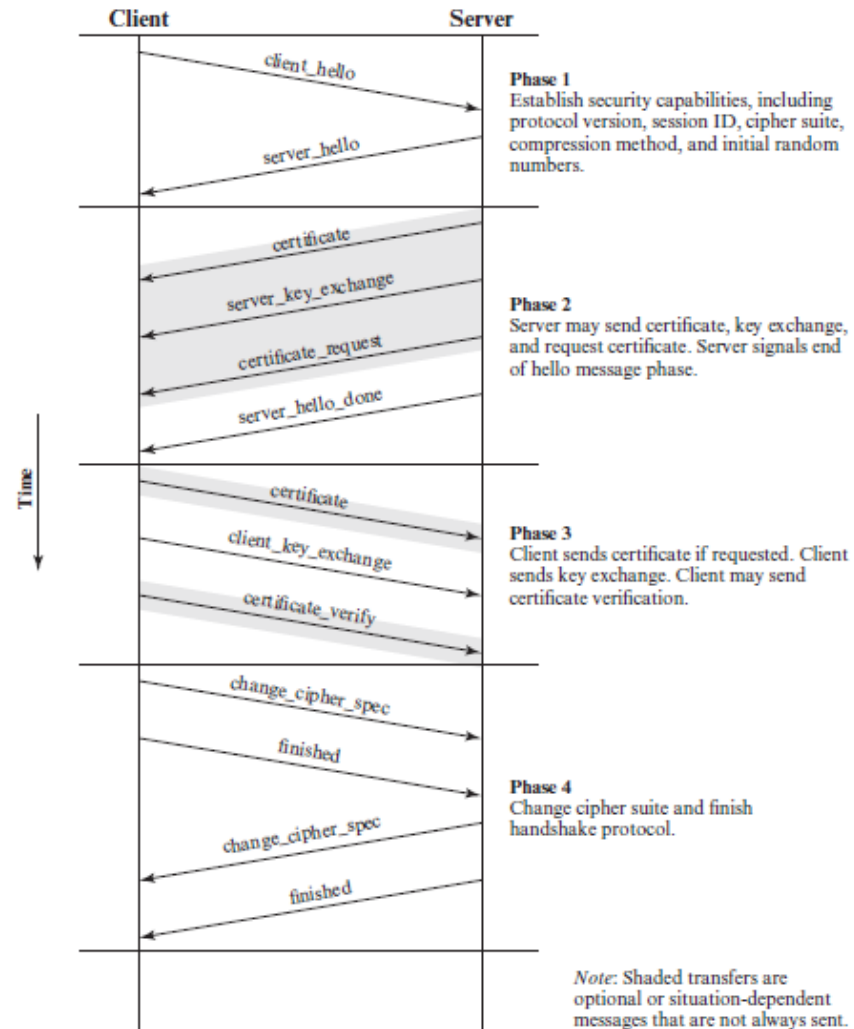 Client
Server
client_hello
server_hello
Phase 1
Establish security capabilities, including
protocol version, session ID, cipher suite,
compression method, and initial random
numbers.
certificate
server_key_exchange
certificate_request
server_hello_done
Phase 2
Server may send certificate, key exchange,
and request certificate. Server signals end
of hello message phase.
Time
certificate
client_key_exchange
certificate_verify
Phase 3
Client sends certificate if requested. Client
sends key exchange. Client may send
certificate verification.
change_cipher_spec
finished
change_cipher_spec
finished
Phase 4
Change cipher suite and finish
handshake protocol.
Note: Shaded transfers are
optional or situation-dependent
messages that are not always sent.